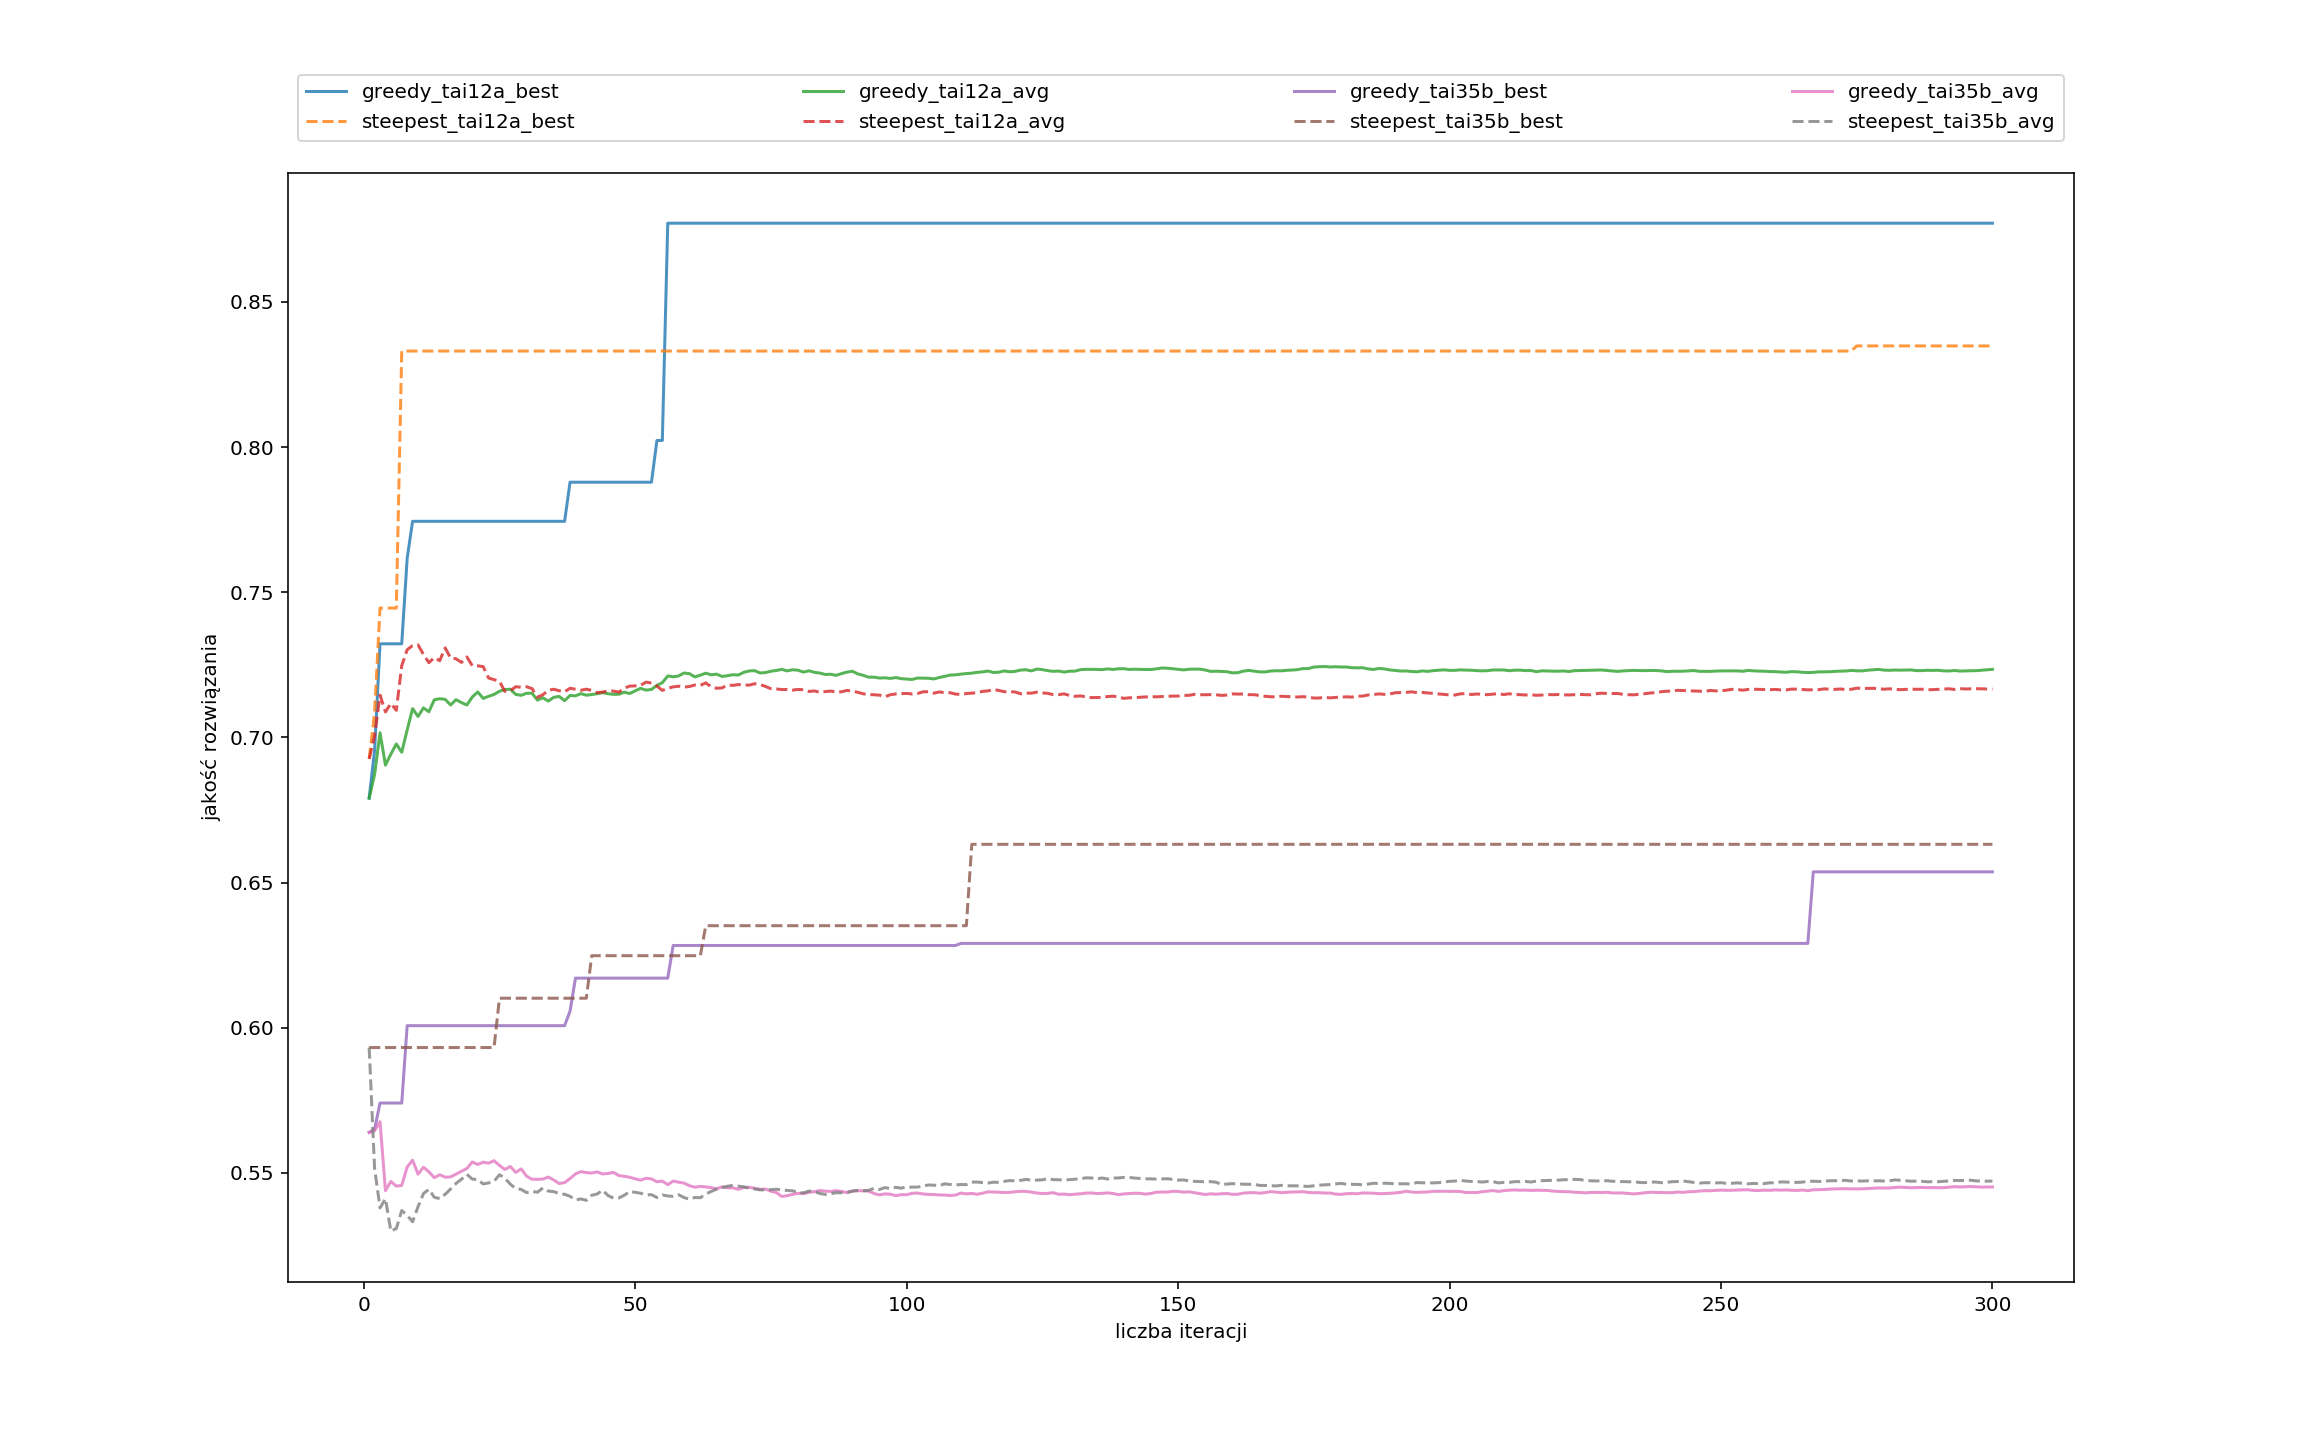 greedy_tai12a_best greedy_tai12a_avg greedy_tai35b_best greedy_tai35b_avg
steepest_tai12a_best steepest_tai12a_avg steepest_tai35b_best steepest_tai35b_avg
jakość rozwiązania
0.85
0.80
0.75
0.70
0.65
0.60
0.55
0 50 100 150 200 250 300
liczba iteracji